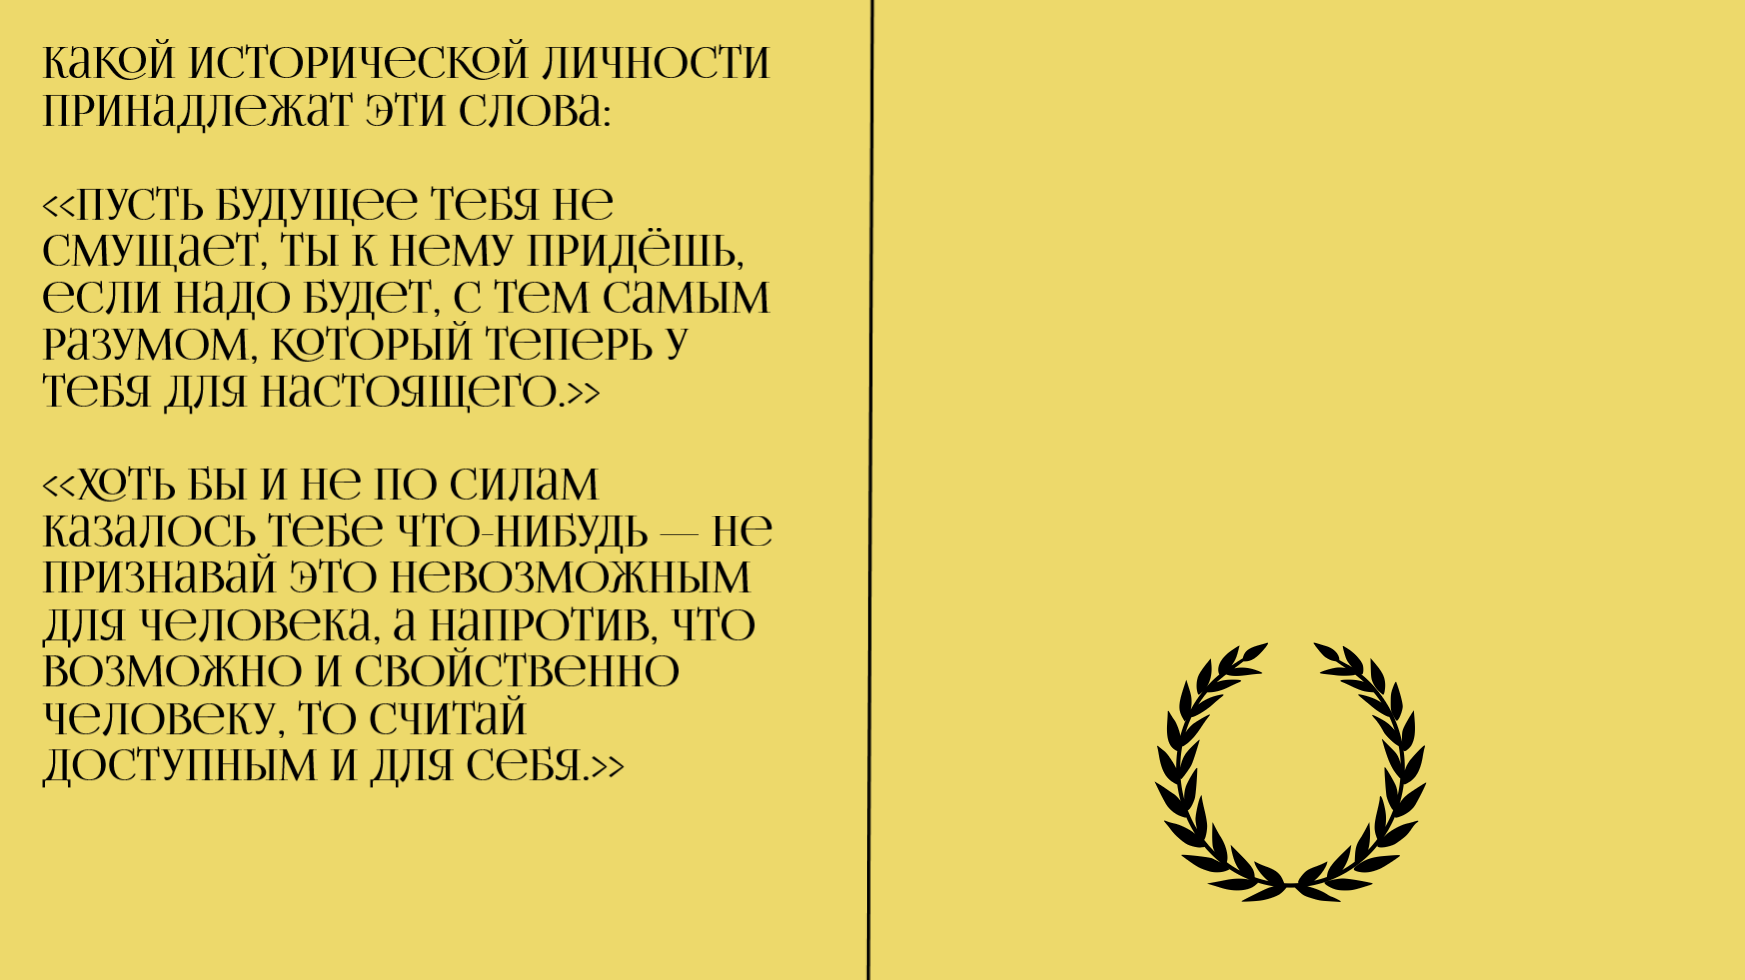 Какой исторической личности
принадлежат эти слова:
<<Пусть будущее тебя не
смущает, ты к нему придёшь,
если надо будет, с тем самым
разумом, который теперь у
тебя для настоящего.>>
<<Хоть бы и не по силам
казалось тебе что-нибудь — не
признавай это невозможным
для человека, а напротив, что
возможно и свойственно
человеку, то считай
доступным и для себя.>>